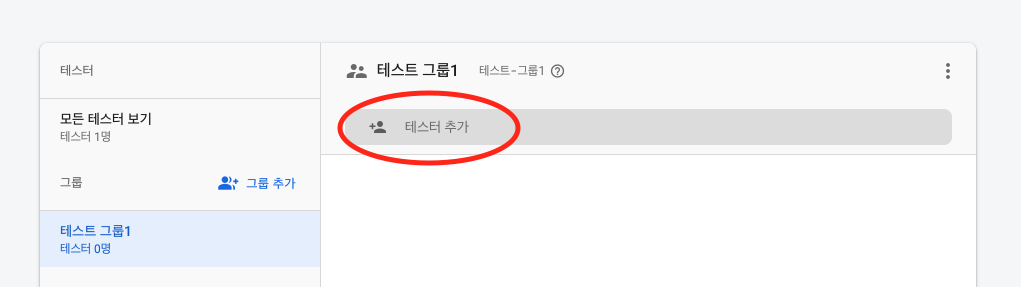 테스터
모든 테스터 보기
테스터 1명
그룹
그룹 추가
테스트 그룹1
테스터 0명
테스트 그룹1 테스트-그룹1
테스터 추가